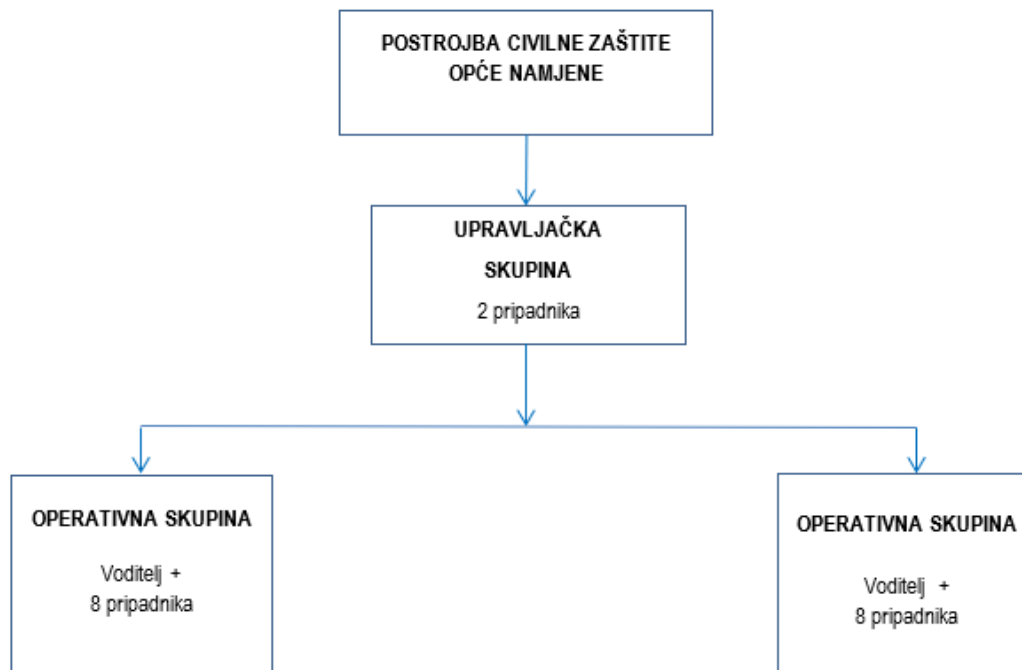 POSTROJBA CIVILNE ZAŠTITE
OPĆE NAMJENE
UPRAVLJAČKA
SKUPINA
2 pripadnika
OPERATIVNA SKUPINA
Voditelj +
8 pripadnika
OPERATIVNA SKUPINA
Voditelj +
8 pripadnika